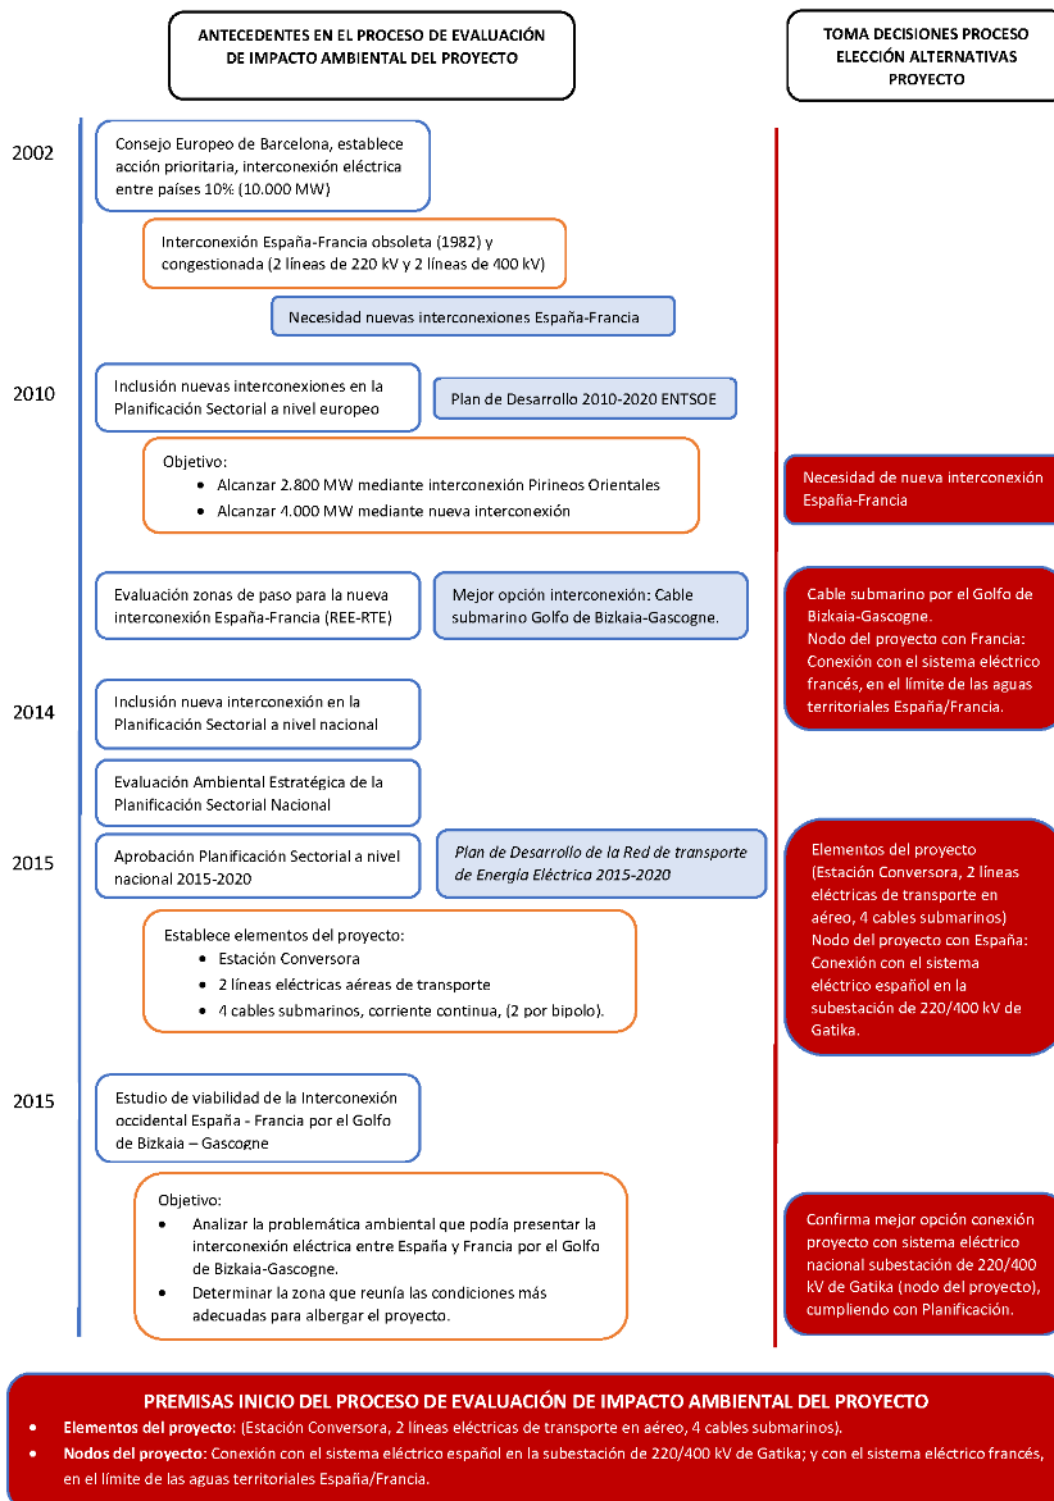 ANTECEDENTES EN EL PROCESO DE EVALUACIÓN
DE IMPACTO AMBIENTAL DEL PROYECTO
TOMA DECISIONES PROCESO
ELECCIÓN ALTERNATIVAS
PROYECTO
2002
Consejo Europeo de Barcelona, establece
acción prioritaria, interconexión eléctrica
entre países 10% (10.000 MW)
Interconexión España-Francia obsoleta (1982) y
congestionada (2 líneas de 220 kV y 2 líneas de 400 kV)
Necesidad nuevas interconexiones España-Francia
2010
Inclusión nuevas interconexiones en la
Planificación Sectorial a nivel europeo
Plan de Desarrollo 2010-2020 ENTSOE
Objetivo:
• Alcanzar 2.800 MW mediante interconexión Pirineos Orientales
• Alcanzar 4.000 MW mediante nueva interconexión
Necesidad de nueva interconexión
España-Francia
Evaluación zonas de paso para la nueva
interconexión España-Francia (REE-RTE)
Mejor opción interconexión: Cable
submarino Golfo de Bizkaia-Gascogne.
Cable submarino por el Golfo de
Bizkaia-Gascogne.
Nodo del proyecto con Francia:
Conexión con el sistema eléctrico
francés, en el límite de las aguas
territoriales España/Francia.
2014
Inclusión nueva interconexión en la
Planificación Sectorial a nivel nacional
Evaluación Ambiental Estratégica de la
Planificación Sectorial Nacional
2015
Aprobación Planificación Sectorial a nivel
nacional 2015-2020
Plan de Desarrollo de la Red de transporte
de Energía Eléctrica 2015-2020
Elementos del proyecto
(Estación Conversora, 2 líneas
eléctricas de transporte en
aéreo, 4 cables submarinos)
Nodo del proyecto con España:
Conexión con el sistema
eléctrico español en la
subestación de 220/400 kV de
Gatika.
Establece elementos del proyecto:
• Estación Conversora
• 2 líneas eléctricas aéreas de transporte
• 4 cables submarinos, corriente continua, (2 por bipolo).
2015
Estudio de viabilidad de la Interconexión
occidental España - Francia por el Golfo
de Bizkaia – Gascogne
Objetivo:
• Analizar la problemática ambiental que podía presentar la
interconexión eléctrica entre España y Francia por el Golfo
de Bizkaia-Gascogne.
• Determinar la zona que reunía las condiciones más
adecuadas para albergar el proyecto.
Confirma mejor opción conexión
proyecto con sistema eléctrico
nacional subestación de 220/400
kV de Gatika (nodo del proyecto),
cumpliendo con Planificación.
PREMISAS INICIO DEL PROCESO DE EVALUACIÓN DE IMPACTO AMBIENTAL DEL PROYECTO
• Elementos del proyecto: (Estación Conversora, 2 líneas eléctricas de transporte en aéreo, 4 cables submarinos).
• Nodos del proyecto: Conexión con el sistema eléctrico español en la subestación de 220/400 kV de Gatika; y con el sistema eléctrico francés,
en el límite de las aguas territoriales España/Francia.